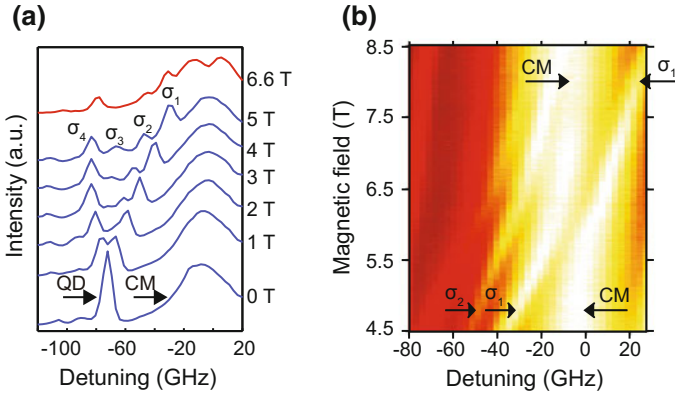 (a)
(b)
6.6 T
5 T
4 T
3 T
2 T
1 T
0 T
σ1
σ2
σ3
σ4
QD
CM
Intensity (a.u.)
-100
-60
-20
20
Detuning (GHz)
8.5
7.5
6.5
5.5
4.5
Magnetic field (T)
CM
σ1
σ2
σ1
CM
-80
-60
-40
-20
0
20
Detuning (GHz)